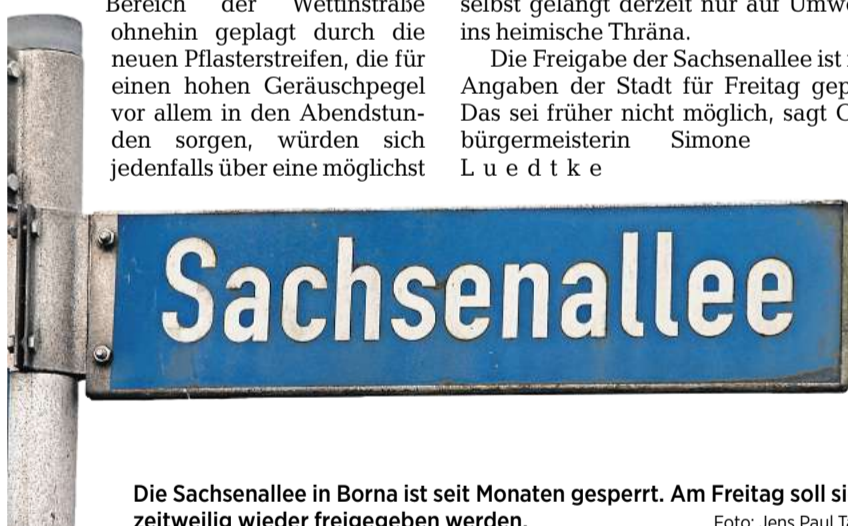 Bereich der Wettinstraße
ohnehin geplagt durch die
neuen Pflasterstreifen, die für
einen hohen Geräuschpegel
vor allem in den Abendstun-
den sorgen, würden sich
jedenfalls über eine möglichst
selbst gelangt derzeit nur auf
ins heimische Thräna.
Die Freigabe der Sachsenallee ist
Angaben der Stadt für Freitag
Das sei früher nicht möglich, sagt
bürgermeisterin Simone
Luedtke
Sachsenallee
Die Sachsenallee in Borna ist seit Monaten gesperrt. Am Freitag soll
zeitweilig wieder freigegeben werden.
Foto: Jens Paul